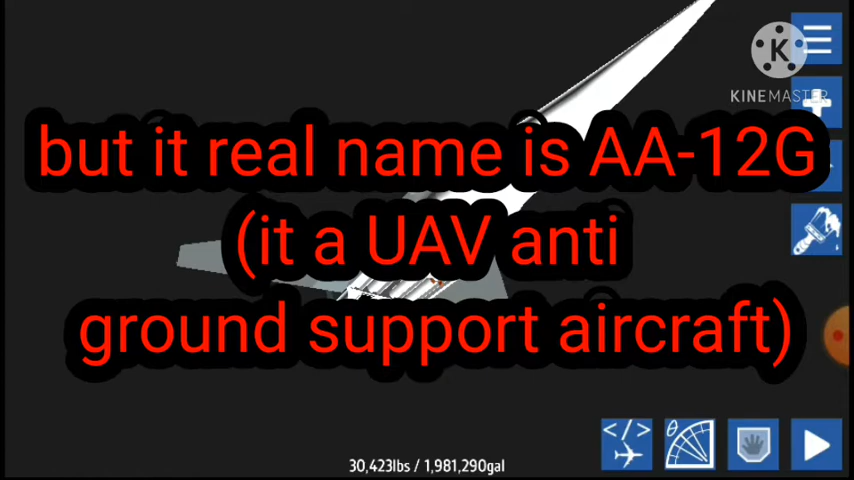 KINEMASTER
but it real name is AA-12G
(it a UAV anti
ground support aircraft)
30,423lbs / 1,981,290gal